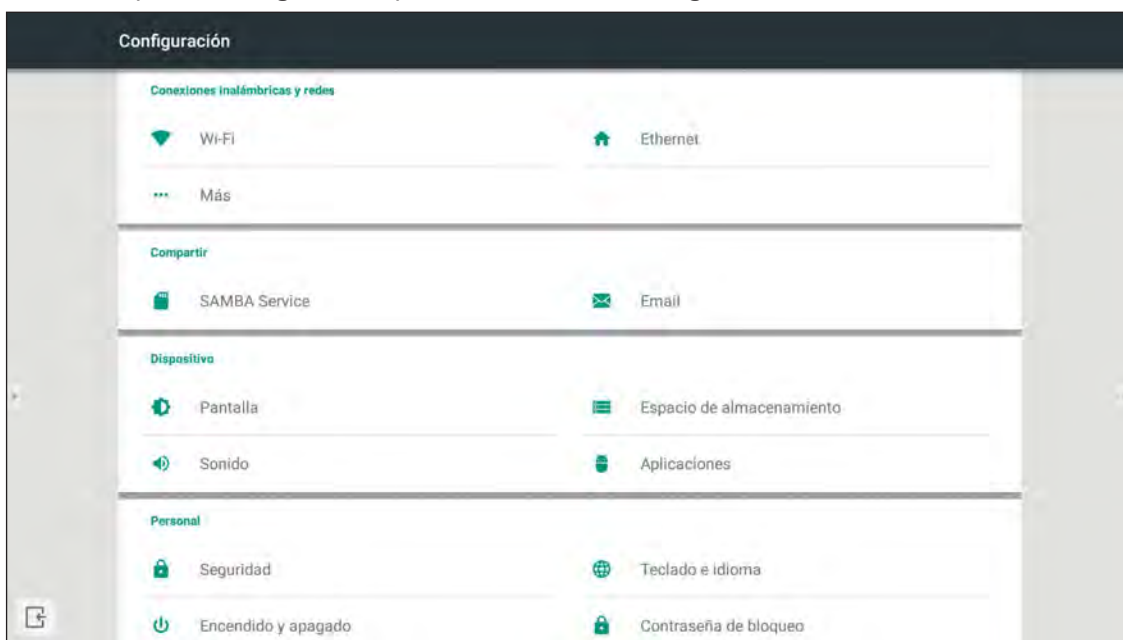 Configuración
Conexiones inalámbricas y redes
Wi-Fi
Ethernet
Más
Compartir
SAMBA Service
Email
Dispositivo
Pantalla
Espacio de almacenamiento
Sonido
Aplicaciones
Personal
Seguridad
Teclado e idioma
Encendido y apagado
Contraseña de bloqueo